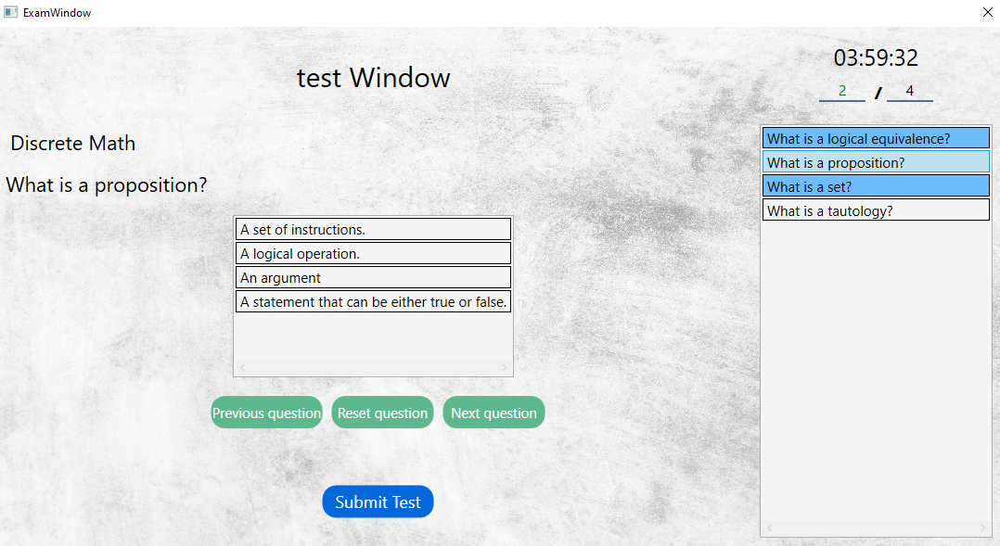 ExamWindow
test Window
03:59:32
2 / 4
Discrete Math
What is a proposition?
A set of instructions.
A logical operation.
An argument
A statement that can be either true or false.
Previous question
Reset question
Next question
Submit Test
What is a logical equivalence?
What is a proposition?
What is a set?
What is a tautology?